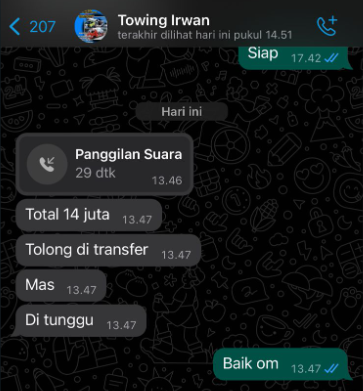 207
Towing Irwan
terakhir dilihat hari ini pukul 14.51
Siap 17.42
Hari ini
Panggilan Suara
29 dtk 13.46
Total 14 juta 13.47
Tolong di transfer 13.47
Mas 13.47
Di tunggu 13.47
Baik om 13.47